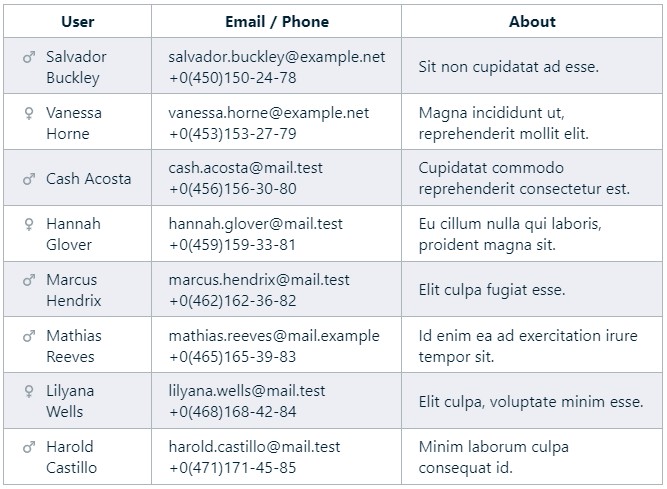 User
Email / Phone
About
Salvador
Buckley
salvador.buckley@example.net
+0(450)150-24-78
Sit non cupidatat ad esse.
Vanessa
Horne
vanessa.horne@example.net
+0(453)153-27-79
Magna incididunt ut,
reprehenderit mollit elit.
Cash Acosta
cash.acosta@mail.test
+0(456)156-30-80
Cupidatat commodo
reprehenderit consectetur est.
Hannah
Glover
hannah.glover@mail.test
+0(459)159-33-81
Eu cillum nulla qui laboris,
proident magna sit.
Marcus
Hendrix
marcus.hendrix@mail.test
+0(462)162-36-82
Elit culpa fugiat esse.
Mathias
Reeves
mathias.reeves@mail.example
+0(465)165-39-83
Id enim ea ad exercitation irure
tempor sit.
Lilyana
Wells
lilyana.wells@mail.test
+0(468)168-42-84
Elit culpa, voluptate minim esse.
Harold
Castillo
harold.castillo@mail.test
+0(471)171-45-85
Minim laborum culpa
consequat id.